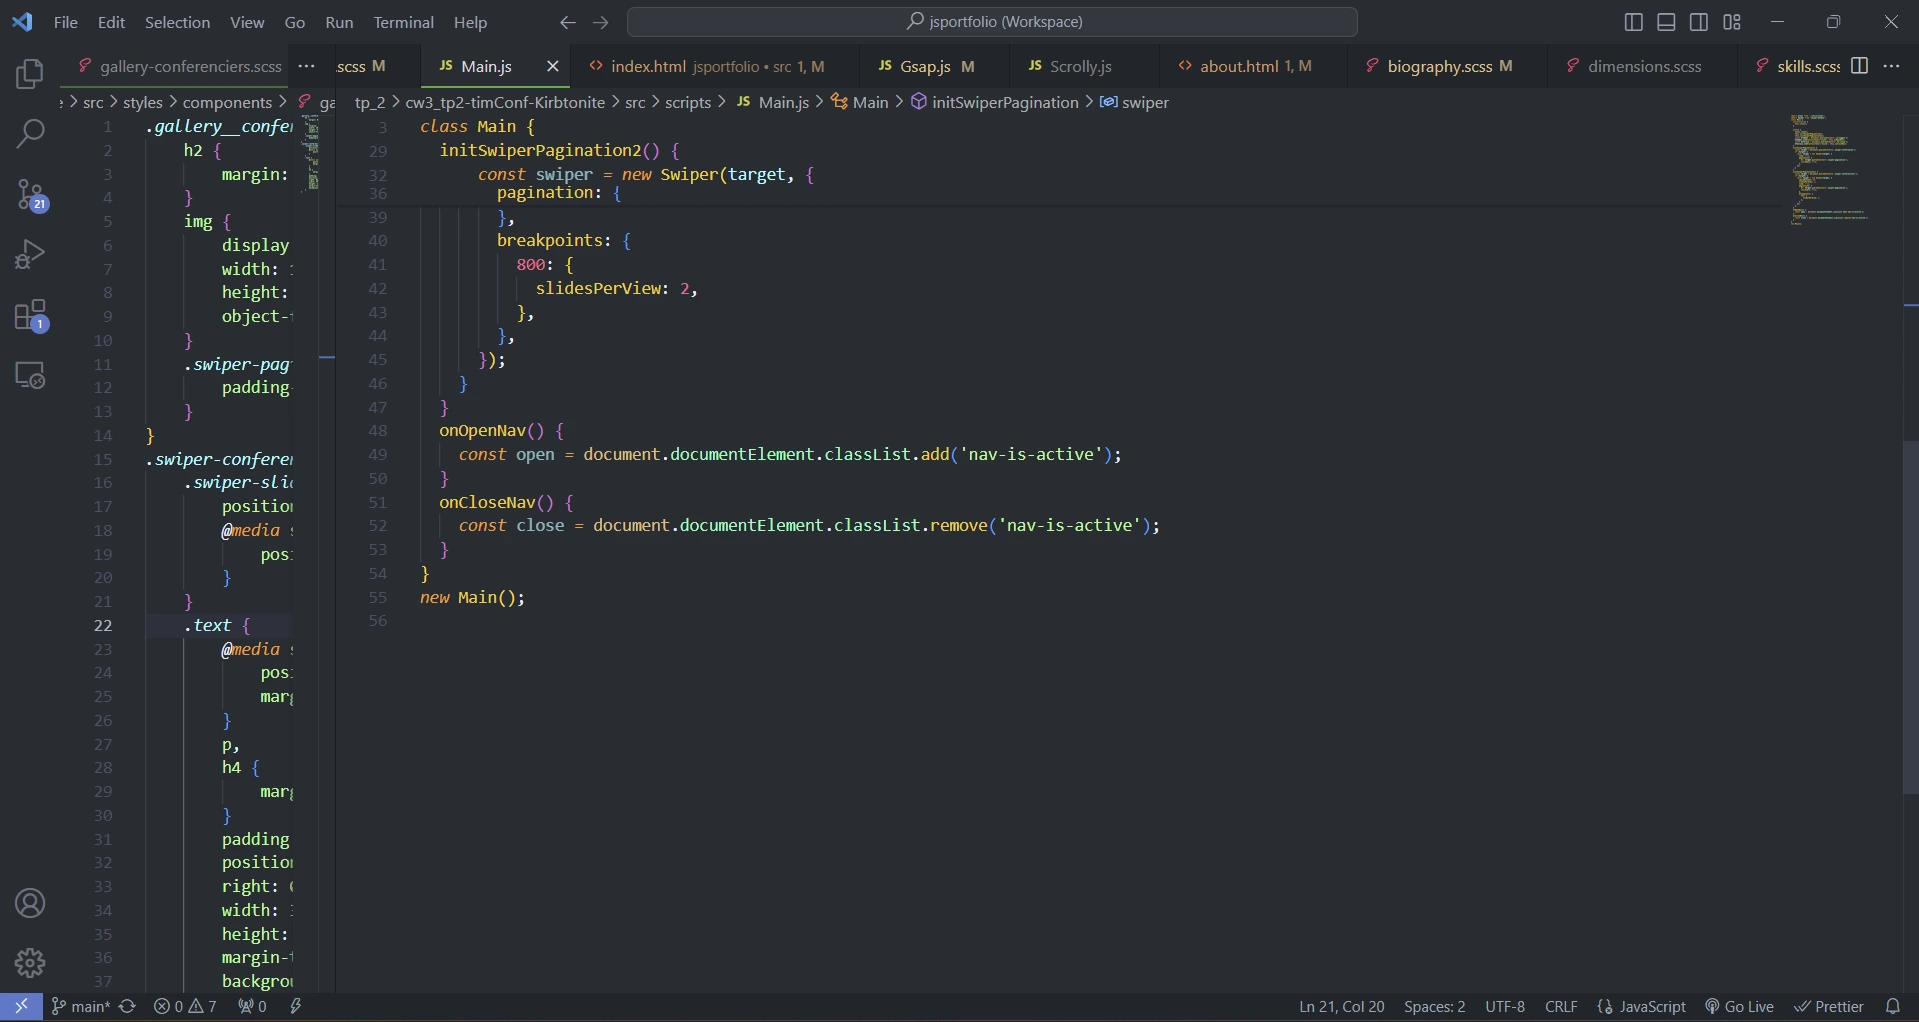 File Edit Selection View Go Run Terminal Help
jsportfolio (Workspace)
gallery-conferenciers.scss ··· .scss M
JS Main.js
index.html jsportfolio • src 1, M
JS Gsap.js M
JS Scrolly.js
about.html 1, M
biography.scss M
dimensions.scss
skills.scss
> src > styles > components >
tp_2 > cw3_tp2-timConf-Kirbtonite > src > scripts > JS Main.js > Main > initSwiperPagination > swiper
1 .gallery__confer
2 h2 {
3 margin:
4 }
5 img {
6 display
7 width:
8 height:
9 object-
10 }
11 .swiper-pag
12 padding
13 }
14 }
15 .swiper-conferen
16 .swiper-slid
17 position
18 @media
19 pos
20 }
21 }
22 .text {
23 @media
24 pos
25 marg
26 }
27 p,
28 h4 {
29 marg
30 }
31 padding
32 position
33 right:
34 width:
35 height:
36 margin-
37 backgrou
3 class Main {
29 initSwiperPagination2() {
32 const swiper = new Swiper(target, {
36 pagination: {
39 },
40 breakpoints: {
41 800: {
42 slidesPerView: 2,
43 },
44 },
45 });
46 }
47 }
48 onOpenNav() {
49 const open = document.documentElement.classList.add('nav-is-active');
50 }
51 onCloseNav() {
52 const close = document.documentElement.classList.remove('nav-is-active');
53 }
54 }
55 new Main();
56
21
1
main* 0 7 0
Ln 21, Col 20 Spaces: 2 UTF-8 CRLF {} JavaScript Go Live Prettier